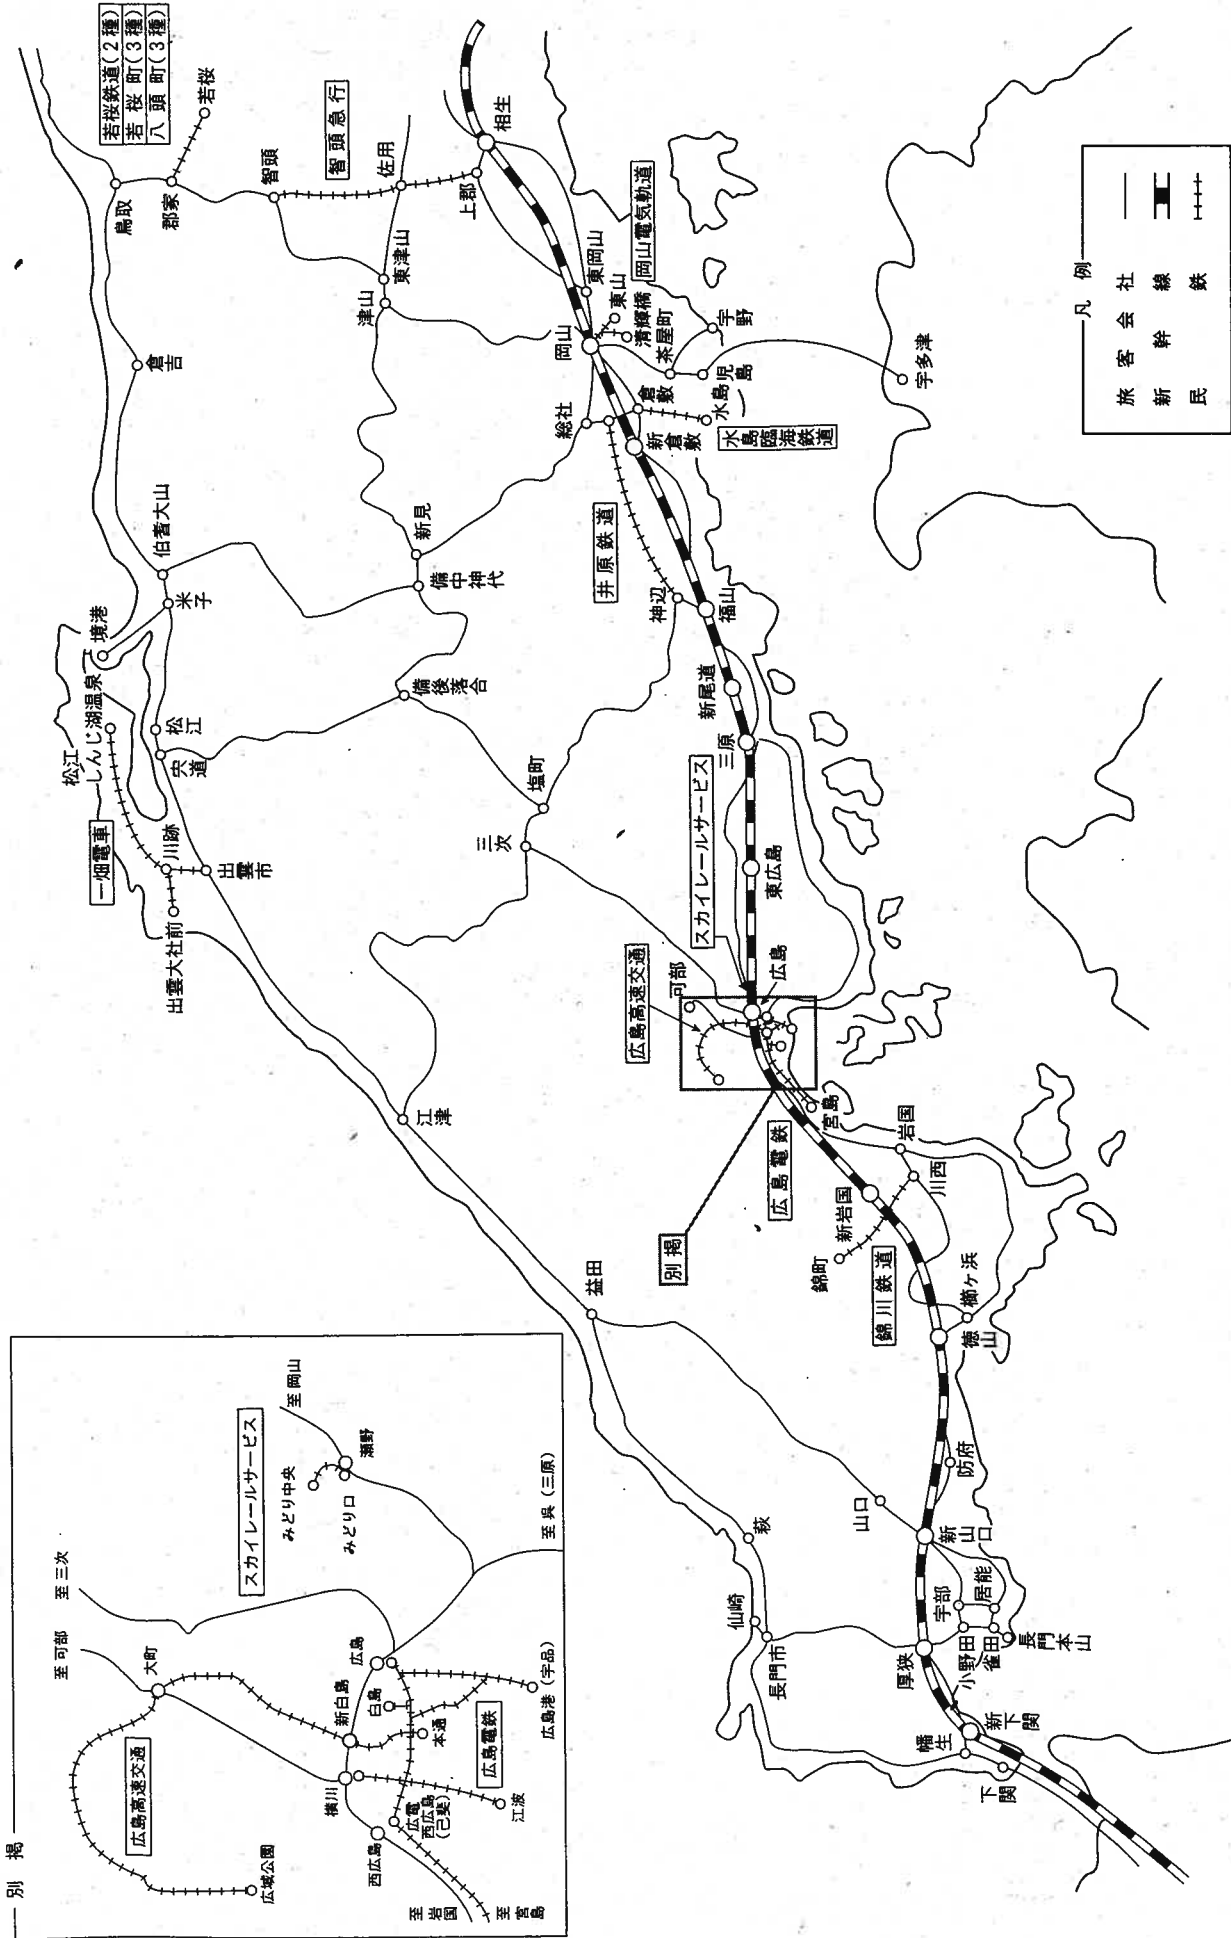 別 掲
至三次
至可部
大町
広島高速交通
広域公園
スカイレールサービス
至岡山
みどり中央
みどり口
瀬野
至呉(三原)
広島
新白島
白島
本通
広島電鉄
広島港(宇品)
横川
広電
西広島
(己斐)
江波
西広島
至岩国
至宮島
若桜鉄道(2種)
若桜町(3種)
八頭町(3種)
若桜
鳥取
郡家
智頭
智頭急行
佐用
上郡
相生
倉吉
東津山
津山
東岡山
岡山
東山
清輝橋
岡山電気軌道
茶屋町
宇野
児島
宇多津
倉敷
水島
水島臨海鉄道
総社
新倉敷
井原鉄道
伯耆大山
米子
境港
新見
備中神代
神辺
福山
備後落合
新尾道
三原
松江
しんじ湖温泉
松江
宍道
一畑電車
川跡
出雲市
出雲大社前
塩町
三次
スカイレールサービス
東広島
広島
可部
広島高速交通
江津
宮島
広島電鉄
別掲
岩国
川西
新岩国
錦町
錦川鉄道
櫛ヶ浜
徳山
益田
防府
山口
新山口
萩
仙崎
長門市
宇部
居能
小野田
雀田
長門本山
厚狭
新下関
幡生
下関
凡 例
旅客会社
新幹線
民鉄